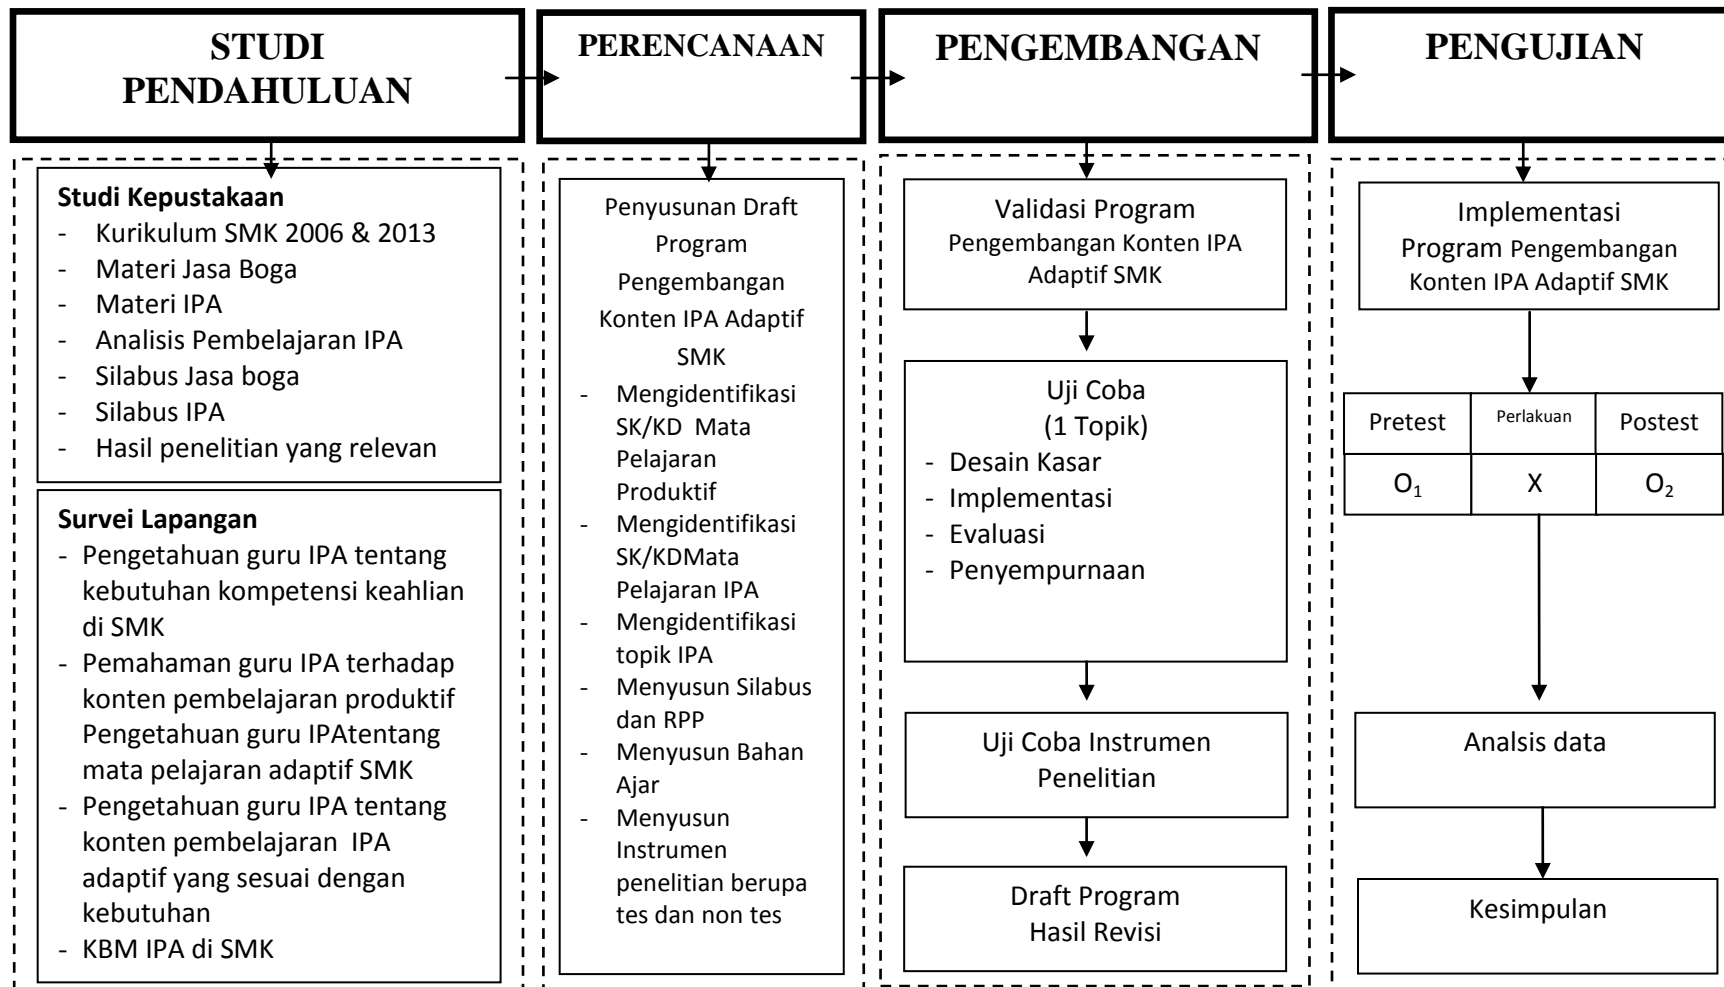 STUDI
PENDAHULUAN
PERENCANAAN
PENGEMBANGAN
PENGUJIAN
Studi Kepustakaan
- Kurikulum SMK 2006 & 2013
- Materi Jasa Boga
- Materi IPA
- Analisis Pembelajaran IPA
- Silabus Jasa boga
- Silabus IPA
- Hasil penelitian yang relevan
Survei Lapangan
- Pengetahuan guru IPA tentang
kebutuhan kompetensi keahlian
di SMK
- Pemahaman guru IPA terhadap
konten pembelajaran produktif
Pengetahuan guru IPAtentang
mata pelajaran adaptif SMK
- Pengetahuan guru IPA tentang
konten pembelajaran IPA
adaptif yang sesuai dengan
kebutuhan
- KBM IPA di SMK
Penyusunan Draft
Program
Pengembangan
Konten IPA Adaptif
SMK
- Mengidentifikasi
SK/KD Mata
Pelajaran
Produktif
- Mengidentifikasi
SK/KDMata
Pelajaran IPA
- Mengidentifikasi
topik IPA
- Menyusun Silabus
dan RPP
- Menyusun Bahan
Ajar
- Menyusun
Instrumen
penelitian berupa
tes dan non tes
Validasi Program
Pengembangan Konten IPA
Adaptif SMK
Uji Coba
(1 Topik)
- Desain Kasar
- Implementasi
- Evaluasi
- Penyempurnaan
Uji Coba Instrumen
Penelitian
Draft Program
Hasil Revisi
Implementasi
Program Pengembangan
Konten IPA Adaptif SMK
Pretest Perlakuan Postest
O₁ X O₂
Analsis data
Kesimpulan